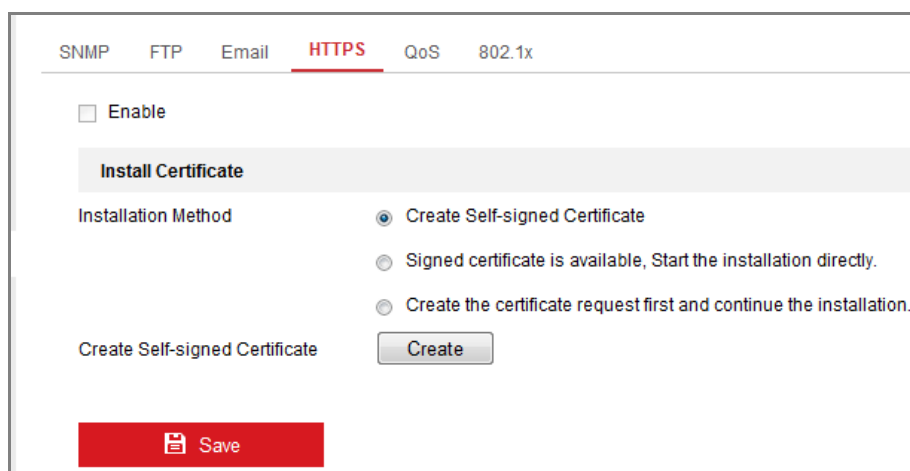 SNMP FTP Email HTTPS QoS 802.1x
Enable
Install Certificate
Installation Method Create Self-signed Certificate
Signed certificate is available, Start the installation directly.
Create the certificate request first and continue the installation.
Create Self-signed Certificate Create
Save